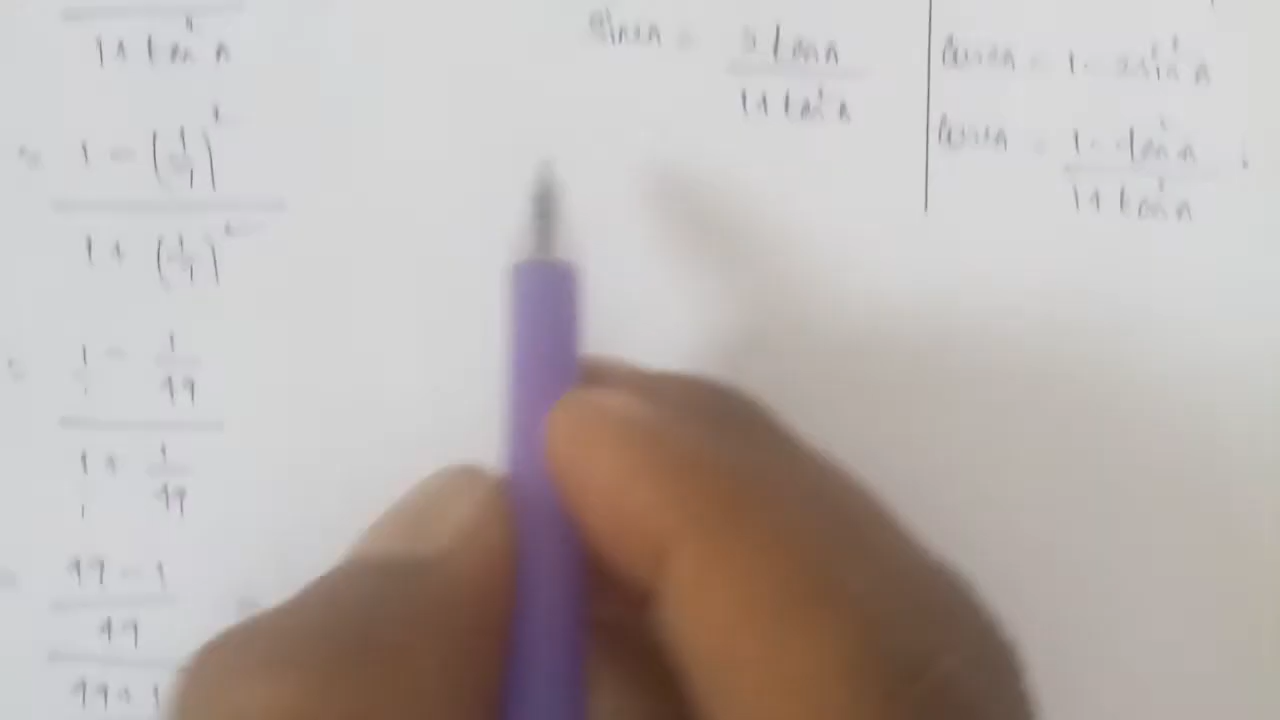 1 + tan²A
sin2A = 2tanA / 1 + tan²A
cos2A = 1 - 2sin²A
cos2A = 1 - tan²A / 1 + tan²A
= 1 - (1/7)²
1 + (1/7)²
= 1 - 1/49
1 + 1/49
= 49 - 1
49
49 + 1